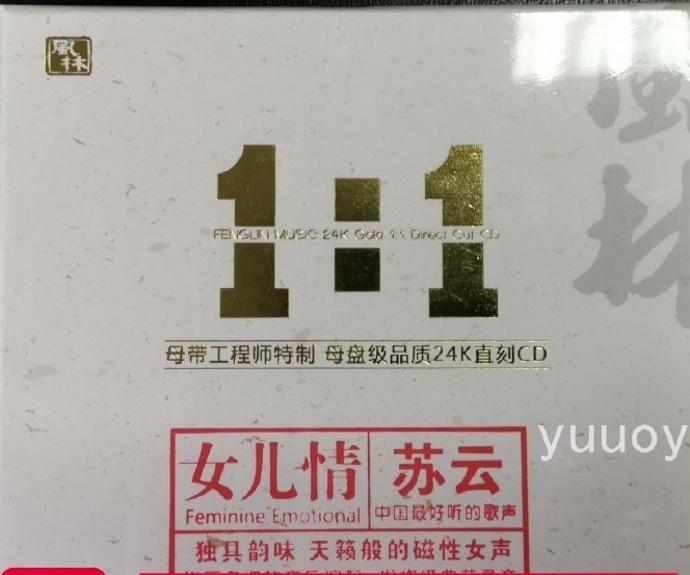 風林
風林
1:1
FENGLIN MUSIC 24K Gold 1:1 Direct Cut CD
母带工程师特制 母盘级品质24K直刻CD
yuuoy
女儿情 苏云
Feminine Emotional 中国最好听的歌声
独具韵味 天籁般的磁性女声